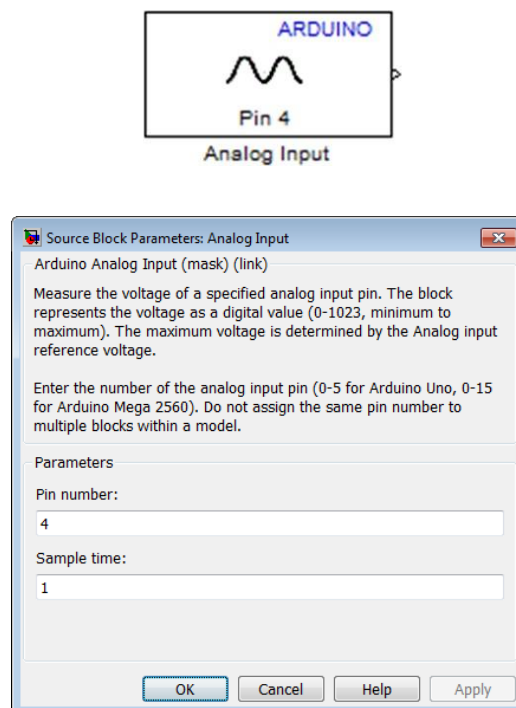 ARDUINO
Pin 4
Analog Input
Source Block Parameters: Analog Input
Arduino Analog Input (mask) (link)
Measure the voltage of a specified analog input pin. The block
represents the voltage as a digital value (0-1023, minimum to
maximum). The maximum voltage is determined by the Analog input
reference voltage.
Enter the number of the analog input pin (0-5 for Arduino Uno, 0-15
for Arduino Mega 2560). Do not assign the same pin number to
multiple blocks within a model.
Parameters
Pin number:
4
Sample time:
1
OK Cancel Help Apply